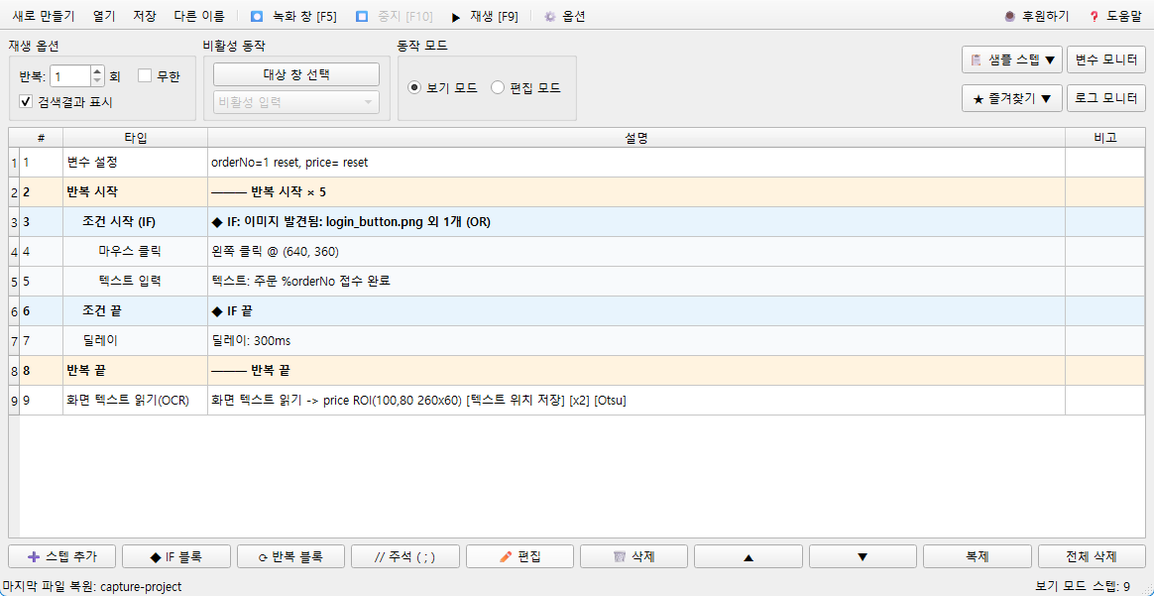 새로 만들기 열기 저장 다른 이름 녹화 창 [F5] 중지 [F10] 재생 [F9] 옵션 후원하기 도움말
재생 옵션 비활성 동작 동작 모드
반복: 1 회 무한 대상 창 선택 보기 모드 편집 모드 샘플 스텝 ▼ 변수 모니터
검색결과 표시 비활성 입력 ★ 즐겨찾기 ▼ 로그 모니터
# 타입 설명 비고
1 1 변수 설정 orderNo=1 reset, price= reset
2 2 반복 시작 ──── 반복 시작 × 5
3 3 조건 시작 (IF) ◆ IF: 이미지 발견됨: login_button.png 외 1개 (OR)
4 4 마우스 클릭 왼쪽 클릭 @ (640, 360)
5 5 텍스트 입력 텍스트: 주문 %orderNo 접수 완료
6 6 조건 끝 ◆ IF 끝
7 7 딜레이 딜레이: 300ms
8 8 반복 끝 ──── 반복 끝
9 9 화면 텍스트 읽기(OCR) 화면 텍스트 읽기 -> price ROI(100,80 260x60) [텍스트 위치 저장] [x2] [Otsu]
스텝 추가 ◆ IF 블록 ⟳ 반복 블록 // 주석 ( ; ) 편집 삭제 ▲ ▼ 복제 전체 삭제
마지막 파일 복원: capture-project 보기 모드 스텝: 9